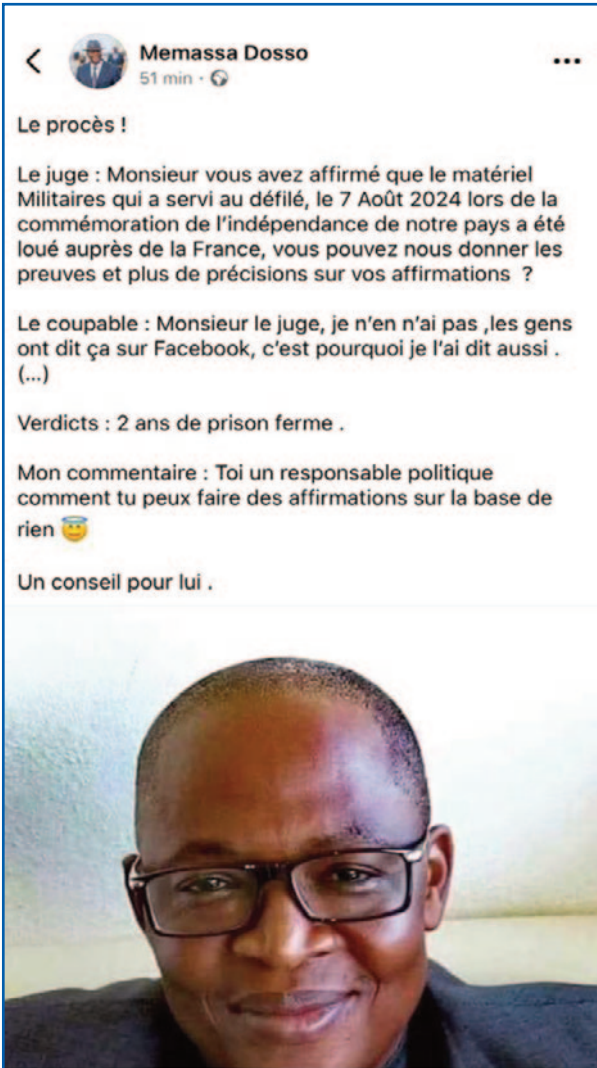 Memassa Dosso
51 min ·
Le procès !
Le juge : Monsieur vous avez affirmé que le matériel
Militaires qui a servi au défilé, le 7 Août 2024 lors de la
commémoration de l'indépendance de notre pays a été
loué auprès de la France, vous pouvez nous donner les
preuves et plus de précisions sur vos affirmations ?
Le coupable : Monsieur le juge, je n'en n'ai pas ,les gens
ont dit ça sur Facebook, c'est pourquoi je l'ai dit aussi .
(...)
Verdicts : 2 ans de prison ferme .
Mon commentaire : Toi un responsable politique
comment tu peux faire des affirmations sur la base de
rien 😇
Un conseil pour lui .